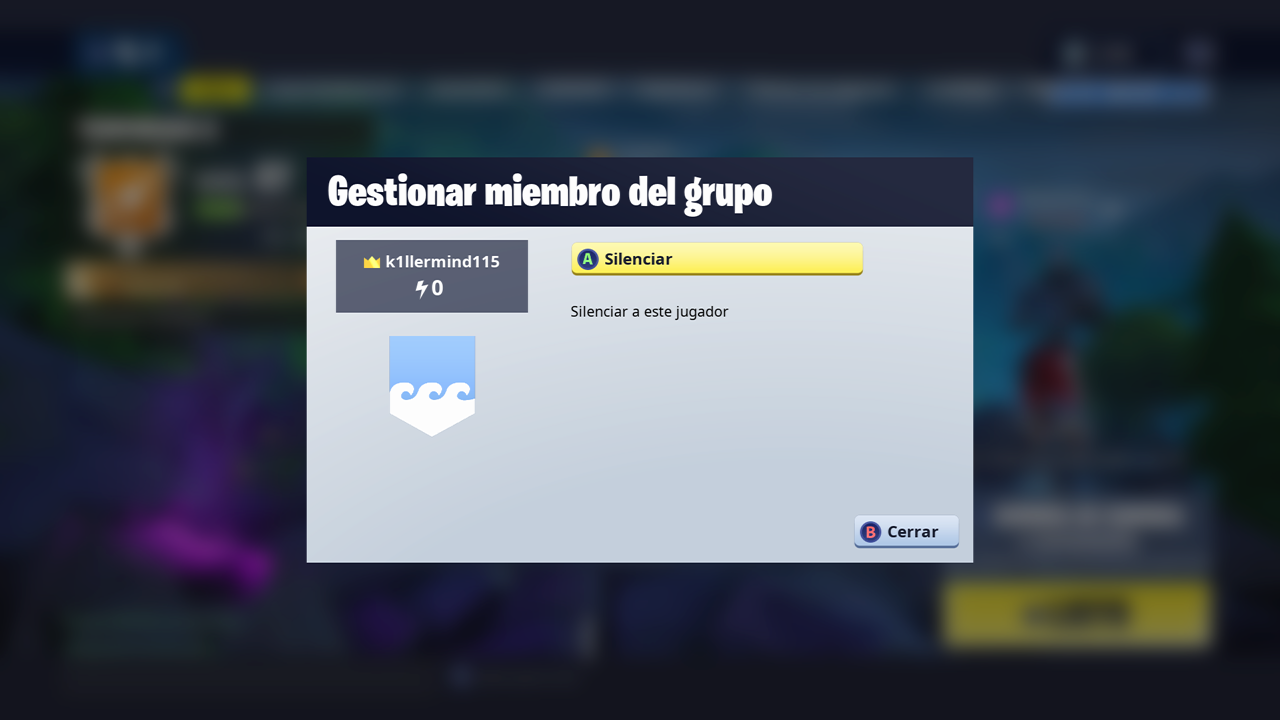 Gestionar miembro del grupo
k1llermind115
0
A Silenciar
Silenciar a este jugador
B Cerrar